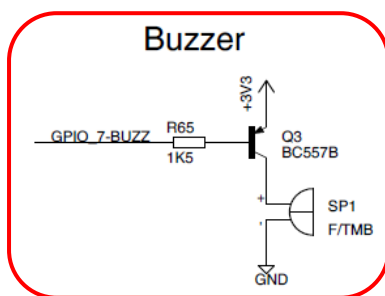 Buzzer
+3V3
GPIO_7-BUZZ
R65
1K5
Q3
BC557B
+
SP1
-
F/TMB
GND